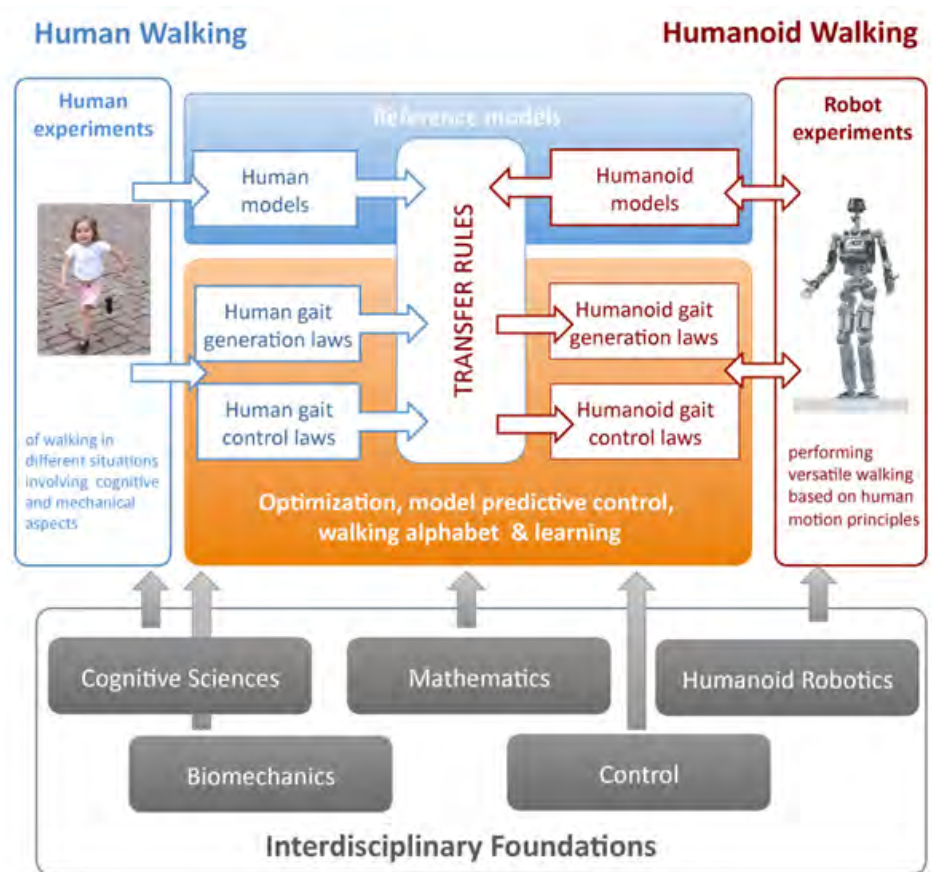 Human Walking
Humanoid Walking
Human
experiments
of walking in
different situations
involving cognitive
and mechanical
aspects
Reference models
Human
models
Humanoid
models
TRANSFER RULES
Human gait
generation laws
Humanoid gait
generation laws
Human gait
control laws
Humanoid gait
control laws
Optimization, model predictive control,
walking alphabet & learning
Robot
experiments
performing
versatile walking
based on human
motion principles
Cognitive Sciences
Mathematics
Humanoid Robotics
Biomechanics
Control
Interdisciplinary Foundations